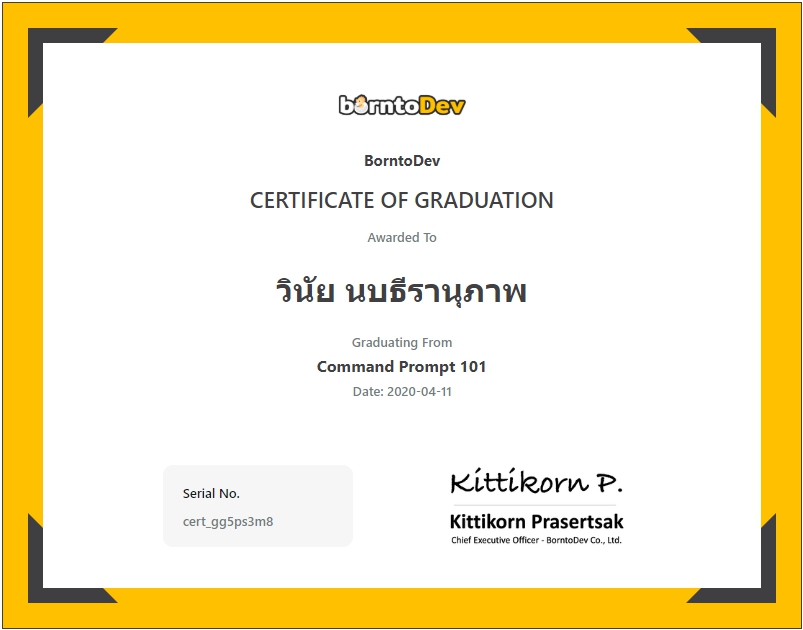 borntoDev
BorntoDev
CERTIFICATE OF GRADUATION
Awarded To
วินัย นบธีรานุภาพ
Graduating From
Command Prompt 101
Date: 2020-04-11
Serial No.
cert_gg5ps3m8
Kittikorn P.
Kittikorn Prasertsak
Chief Executive Officer - BorntoDev Co., Ltd.